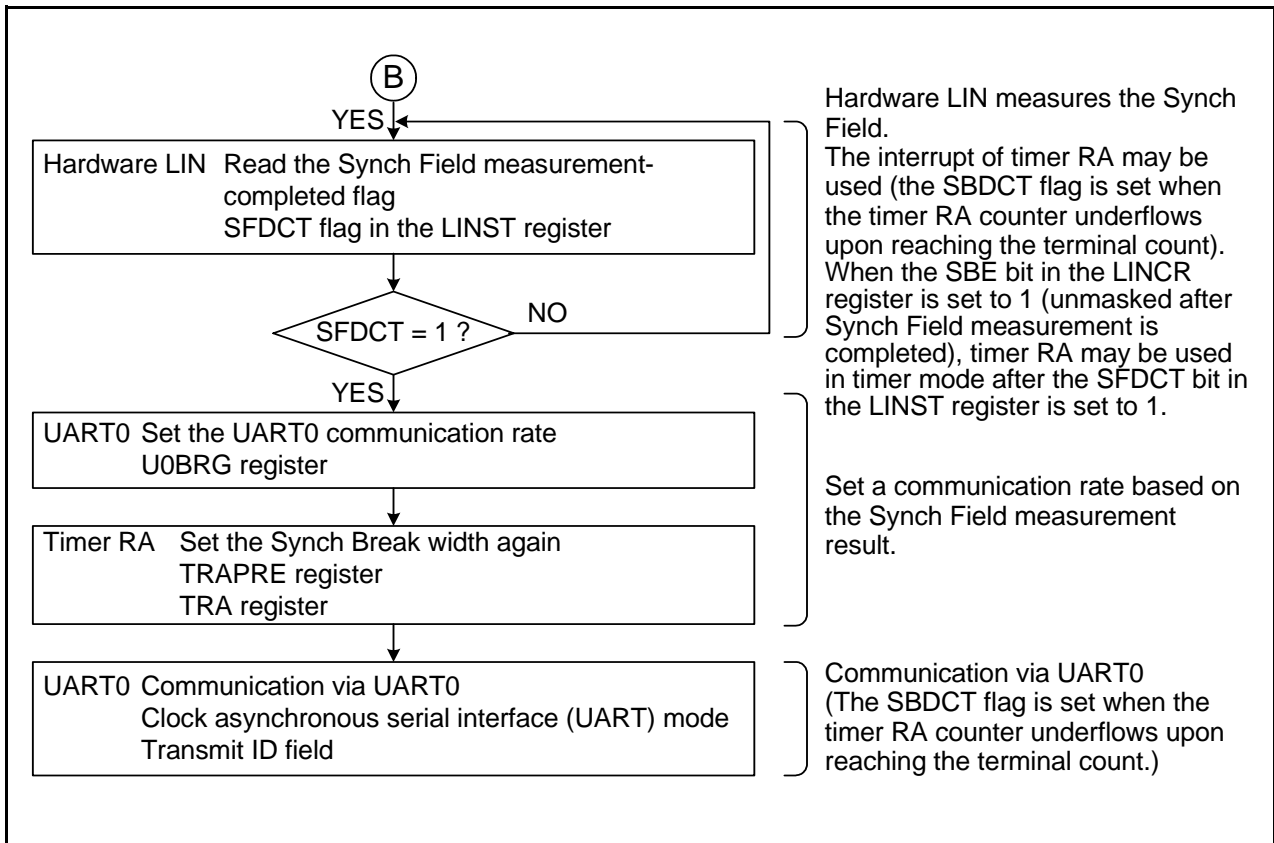 B
YES
Hardware LIN Read the Synch Field measurement-
completed flag
SFDCT flag in the LINST register
SFDCT = 1 ?
NO
YES
Hardware LIN measures the Synch
Field.
The interrupt of timer RA may be
used (the SBDCT flag is set when
the timer RA counter underflows
upon reaching the terminal count).
When the SBE bit in the LINCR
register is set to 1 (unmasked after
Synch Field measurement is
completed), timer RA may be used
in timer mode after the SFDCT bit in
the LINST register is set to 1.
UART0 Set the UART0 communication rate
U0BRG register
Timer RA Set the Synch Break width again
TRAPRE register
TRA register
Set a communication rate based on
the Synch Field measurement
result.
UART0 Communication via UART0
Clock asynchronous serial interface (UART) mode
Transmit ID field
Communication via UART0
(The SBDCT flag is set when the
timer RA counter underflows upon
reaching the terminal count.)